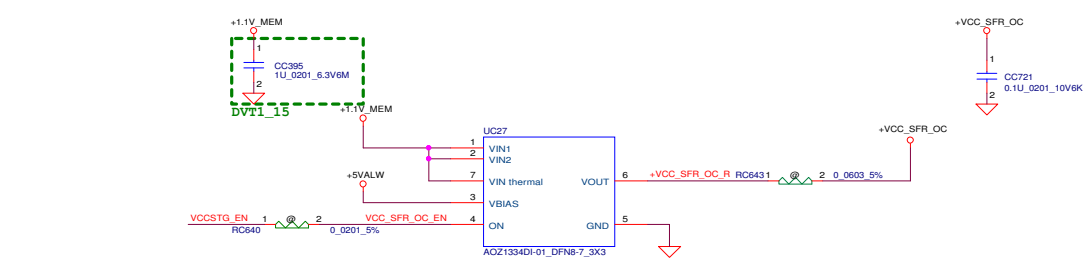 +1.1V_MEM
+VCC_SFR_OC
1
CC395
1U_0201_6.3V6M
2
DVT1_15
1
CC721
0.1U_0201_10V6K
2
+1.1V_MEM
+VCC_SFR_OC
UC27
1 VIN1
2 VIN2
7 VIN thermal
VOUT 6
+VCC_SFR_OC_R RC643 1 @ 2 0_0603_5%
+5VALW
3 VBIAS
VCCSTG_EN 1 @ 2 VCC_SFR_OC_EN 4 ON
GND 5
RC640 0_0201_5%
AOZ1334DI-01_DFN8-7_3X3